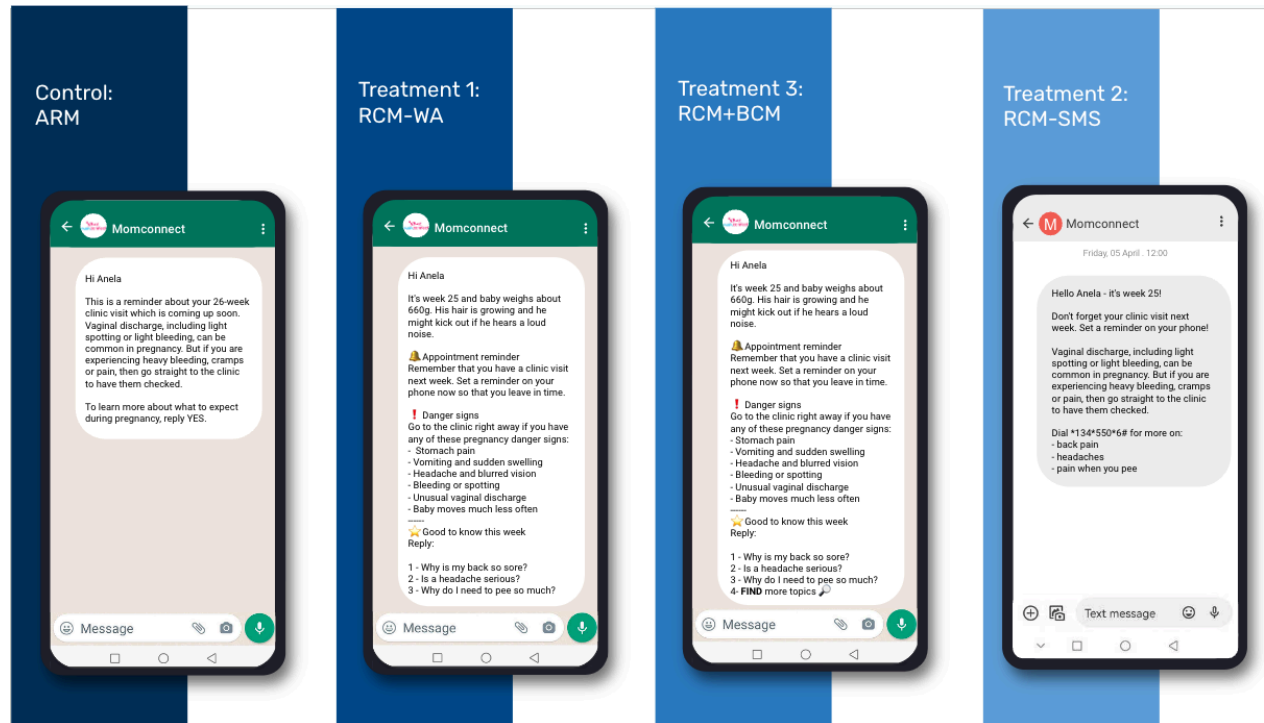 Control:
ARM
Momconnect
Hi Anela
This is a reminder about your 26-week
clinic visit which is coming up soon.
Vaginal discharge, including light
spotting or light bleeding, can be
common in pregnancy. But if you are
experiencing heavy bleeding, cramps
or pain, then go straight to the clinic
to have them checked.
To learn more about what to expect
during pregnancy, reply YES.
Message
Treatment 1:
RCM-WA
Momconnect
Hi Anela
It's week 25 and baby weighs about
660g. His hair is growing and he
might kick out if he hears a loud
noise.
🔔Appointment reminder
Remember that you have a clinic visit
next week. Set a reminder on your
phone now so that you leave in time.
❗ Danger signs
Go to the clinic right away if you have
any of these pregnancy danger signs:
- Stomach pain
- Vomiting and sudden swelling
- Headache and blurred vision
- Bleeding or spotting
- Unusual vaginal discharge
- Baby moves much less often
------
⭐Good to know this week
Reply:
1 - Why is my back so sore?
2 - Is a headache serious?
3 - Why do I need to pee so much?
Message
Treatment 3:
RCM+BCM
Momconnect
Hi Anela
It's week 25 and baby weighs about
660g. His hair is growing and he
might kick out if he hears a loud
noise.
🔔Appointment reminder
Remember that you have a clinic visit
next week. Set a reminder on your
phone now so that you leave in time.
❗ Danger signs
Go to the clinic right away if you have
any of these pregnancy danger signs:
- Stomach pain
- Vomiting and sudden swelling
- Headache and blurred vision
- Bleeding or spotting
- Unusual vaginal discharge
- Baby moves much less often
------
⭐Good to know this week
Reply:
1 - Why is my back so sore?
2 - Is a headache serious?
3 - Why do I need to pee so much?
4- FIND more topics 🔎
Message
Treatment 2:
RCM-SMS
M Momconnect
Friday, 05 April . 12:00
Hello Anela - it's week 25!
Don't forget your clinic visit next
week. Set a reminder on your phone!
Vaginal discharge, including light
spotting or light bleeding, can be
common in pregnancy. But if you are
experiencing heavy bleeding, cramps
or pain, then go straight to the clinic
to have them checked.
Dial *134*550*6# for more on:
- back pain
- headaches
- pain when you pee
Text message